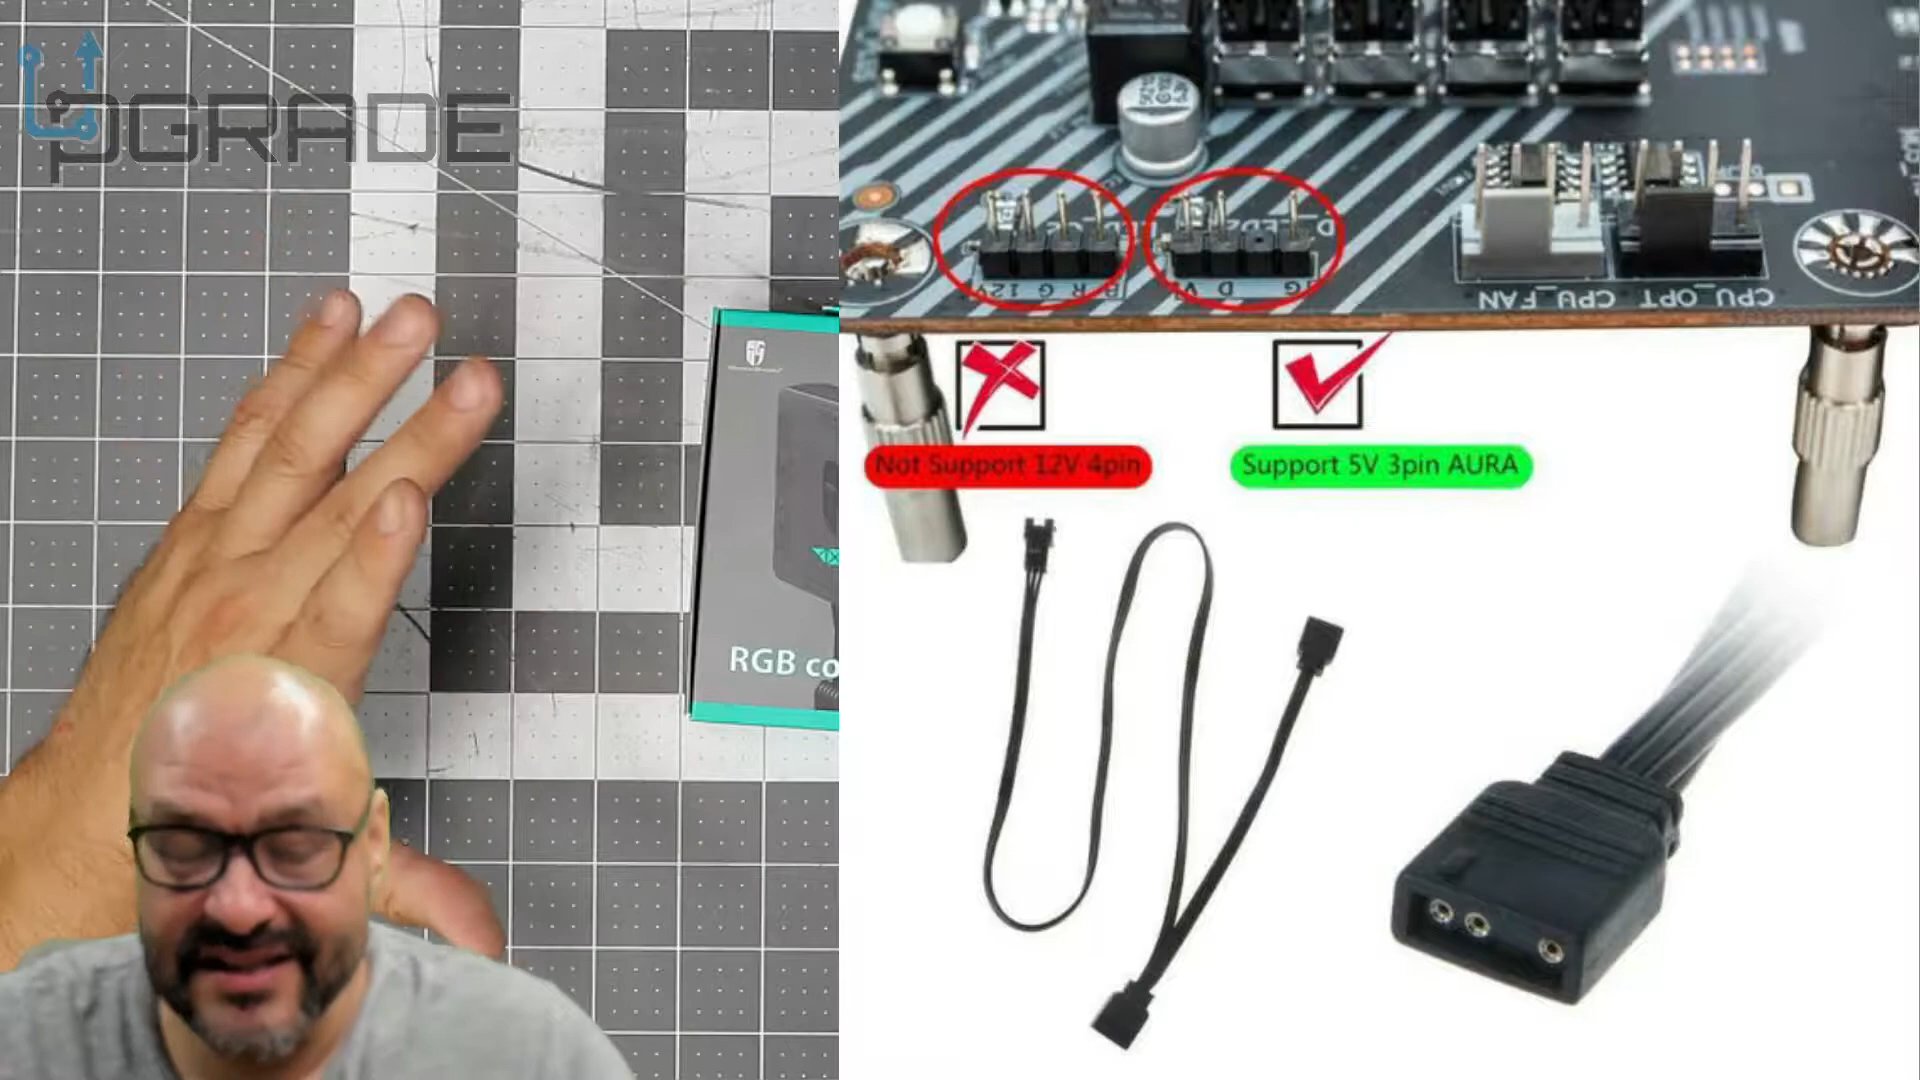 UPGRADE
RGB co
12V G R B
D V
G
CPU_FAN
CPU_OPT
Not Support 12V 4pin
Support 5V 3pin AURA